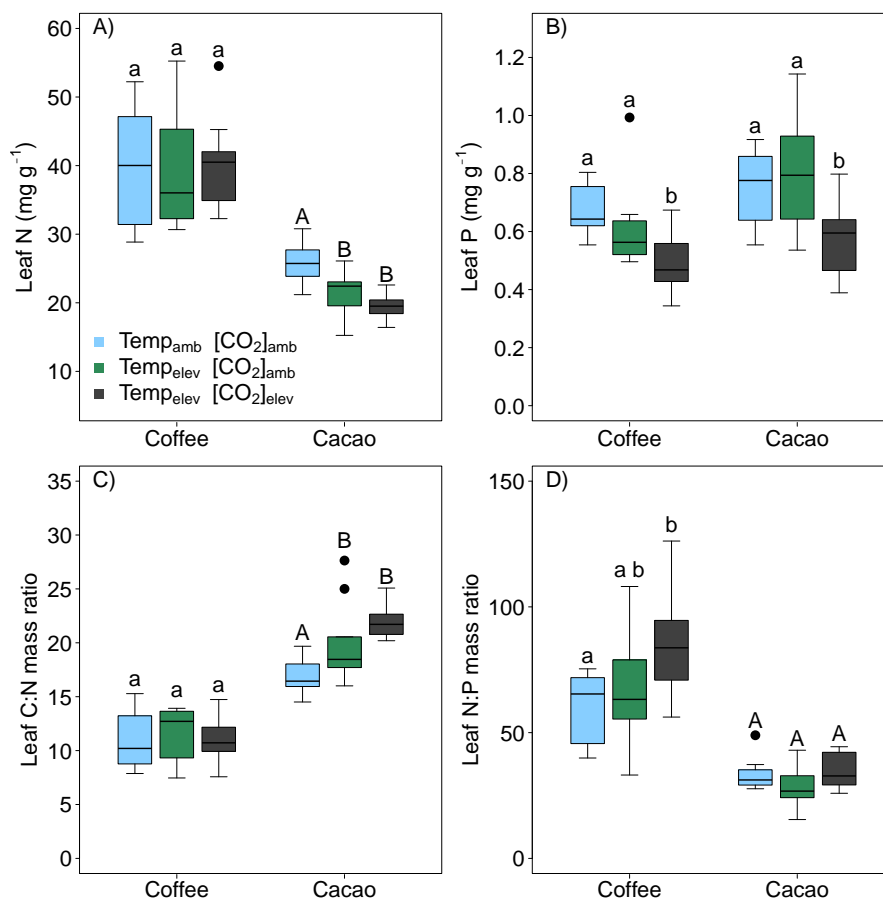 A)
Leaf N (mg g⁻¹)
60
50
40
30
20
10
a a a
A B B
Temp_amb [CO₂]_amb
Temp_elev [CO₂]_amb
Temp_elev [CO₂]_elev
Coffee Cacao
B)
Leaf P (mg g⁻¹)
1.2
1.0
0.8
0.6
0.4
0.2
0.0
a a b
a a b
Coffee Cacao
C)
Leaf C:N mass ratio
35
30
25
20
15
10
5
0
a a a
A B B
Coffee Cacao
D)
Leaf N:P mass ratio
150
100
50
0
a a b b
A A A
Coffee Cacao